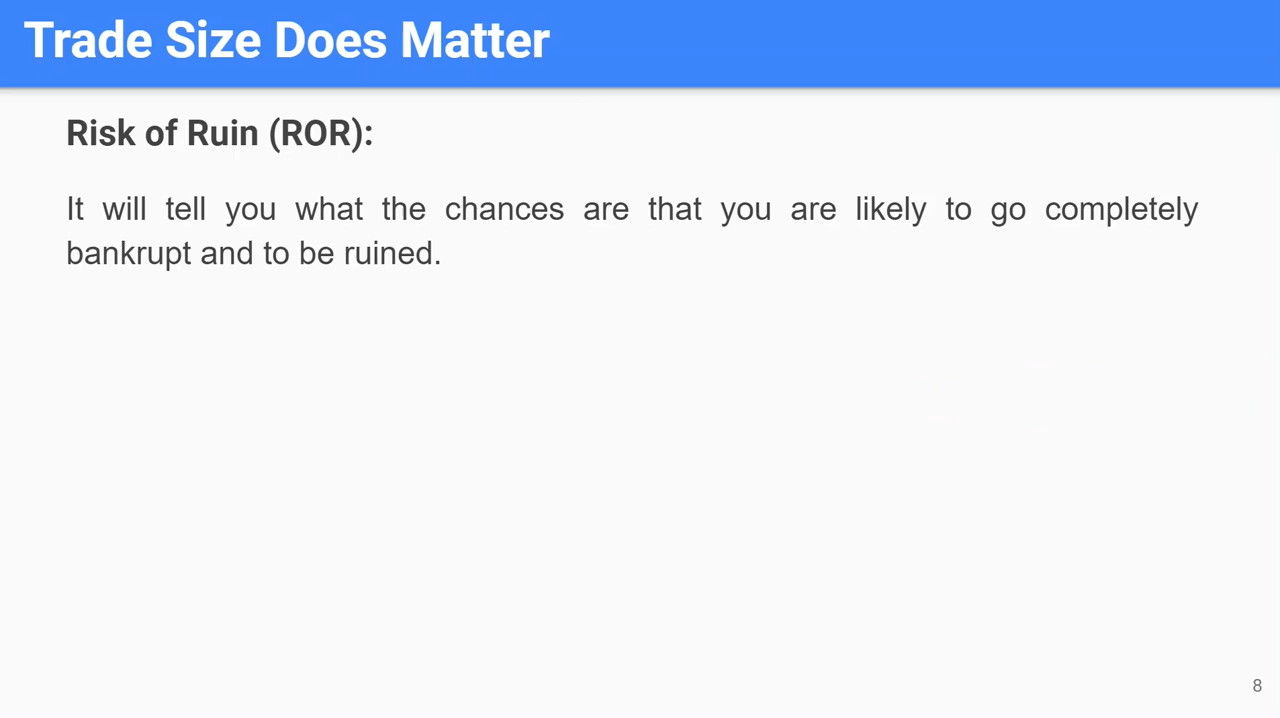 Trade Size Does Matter
Risk of Ruin (ROR):
It will tell you what the chances are that you are likely to go completely
bankrupt and to be ruined.
8